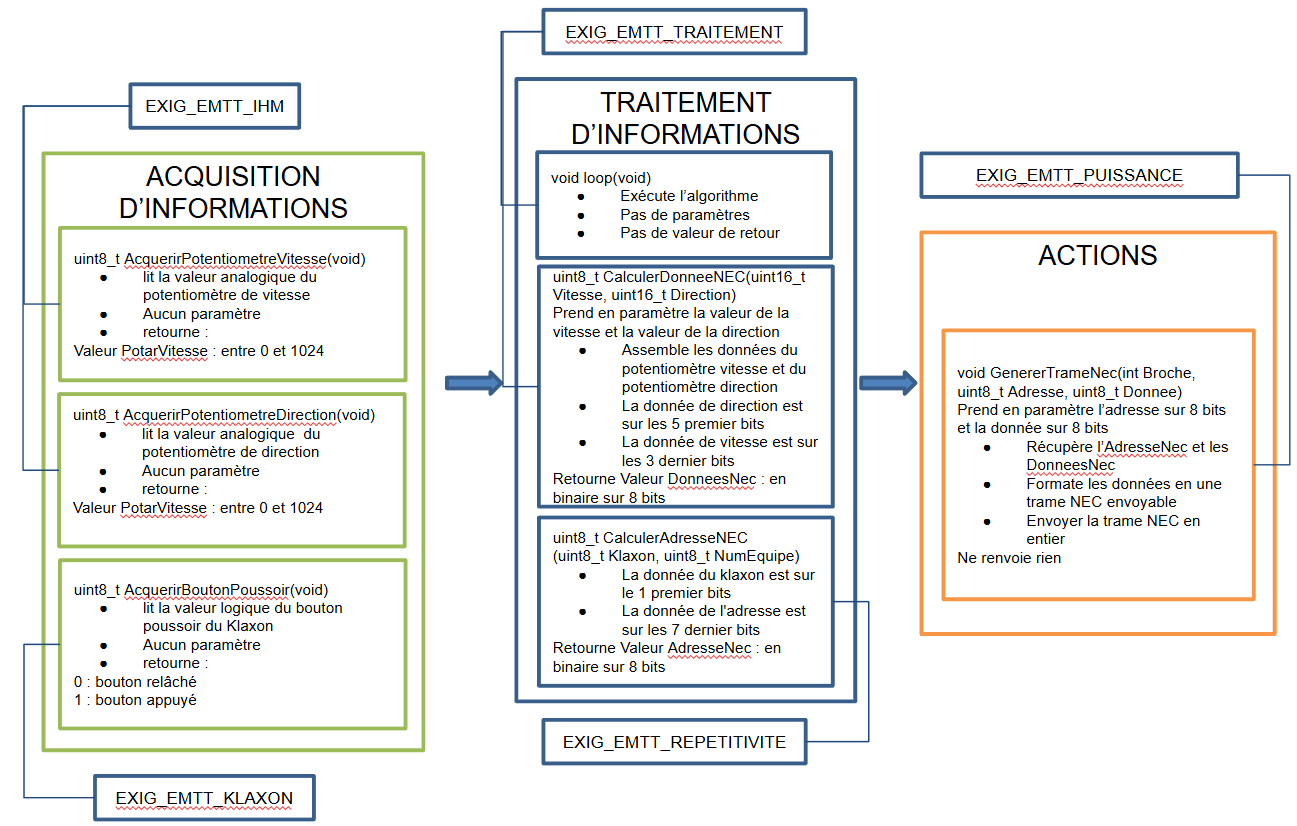 EXIG_EMTT_IHM
ACQUISITION
D’INFORMATIONS
uint8_t AcquerirPotentiometreVitesse(void)
● lit la valeur analogique du
potentiomètre de vitesse
● Aucun paramètre
● retourne :
Valeur PotarVitesse : entre 0 et 1024
uint8_t AcquerirPotentiometreDirection(void)
● lit la valeur analogique du
potentiomètre de direction
● Aucun paramètre
● retourne :
Valeur PotarVitesse : entre 0 et 1024
uint8_t AcquerirBoutonPoussoir(void)
● lit la valeur logique du bouton
poussoir du Klaxon
● Aucun paramètre
● retourne :
0 : bouton relâché
1 : bouton appuyé
EXIG_EMTT_KLAXON
EXIG_EMTT_TRAITEMENT
TRAITEMENT
D’INFORMATIONS
void loop(void)
● Exécute l’algorithme
● Pas de paramètres
● Pas de valeur de retour
uint8_t CalculerDonneeNEC(uint16_t
Vitesse, uint16_t Direction)
Prend en paramètre la valeur de la
vitesse et la valeur de la direction
● Assemble les données du
potentiomètre vitesse et du
potentiomètre direction
● La donnée de direction est
sur les 5 premier bits
● La donnée de vitesse est sur
les 3 dernier bits
Retourne Valeur DonneesNec : en
binaire sur 8 bits
uint8_t CalculerAdresseNEC
(uint8_t Klaxon, uint8_t NumEquipe)
● La donnée du klaxon est sur
le 1 premier bits
● La donnée de l'adresse est
sur les 7 dernier bits
Retourne Valeur AdresseNec : en
binaire sur 8 bits
EXIG_EMTT_REPETITIVITE
EXIG_EMTT_PUISSANCE
ACTIONS
void GenererTrameNec(int Broche,
uint8_t Adresse, uint8_t Donnee)
Prend en paramètre l’adresse sur 8 bits
et la donnée sur 8 bits
● Récupère l’AdresseNec et les
DonneesNec
● Formate les données en une
trame NEC envoyable
● Envoyer la trame NEC en
entier
Ne renvoie rien